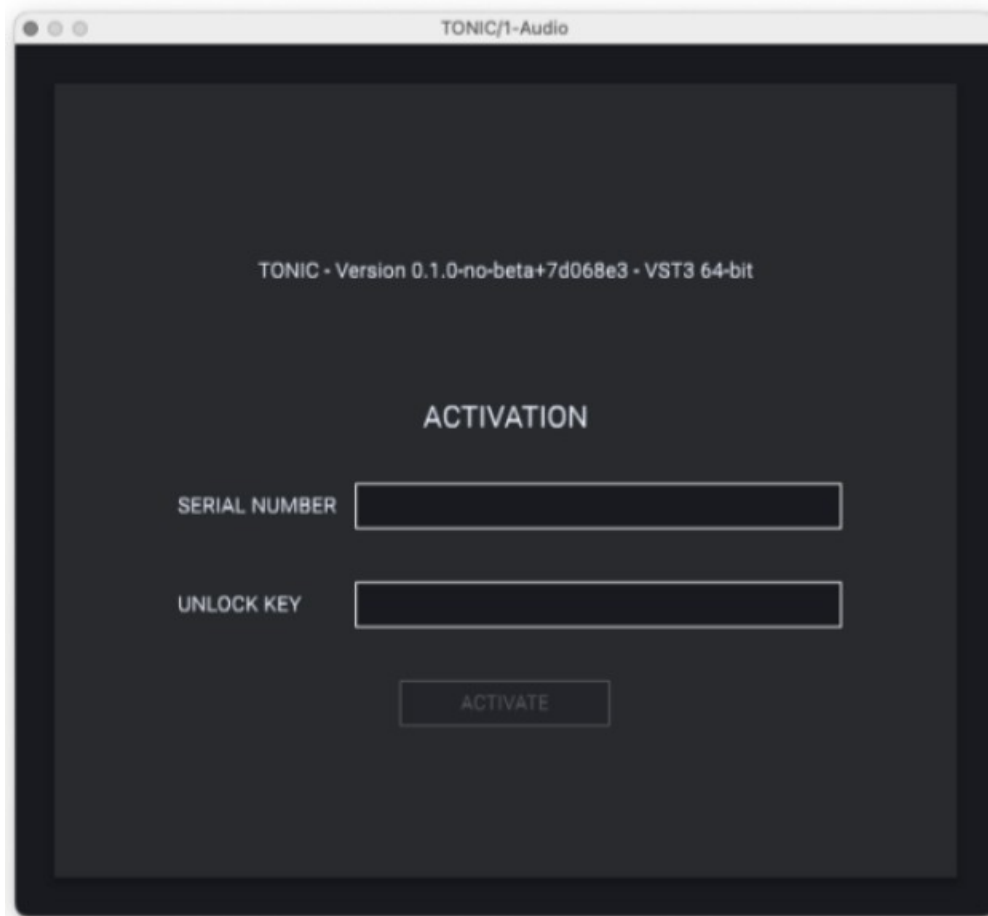 TONIC/1-Audio
TONIC - Version 0.1.0-no-beta+7d068e3 - VST3 64-bit
ACTIVATION
SERIAL NUMBER
UNLOCK KEY
ACTIVATE